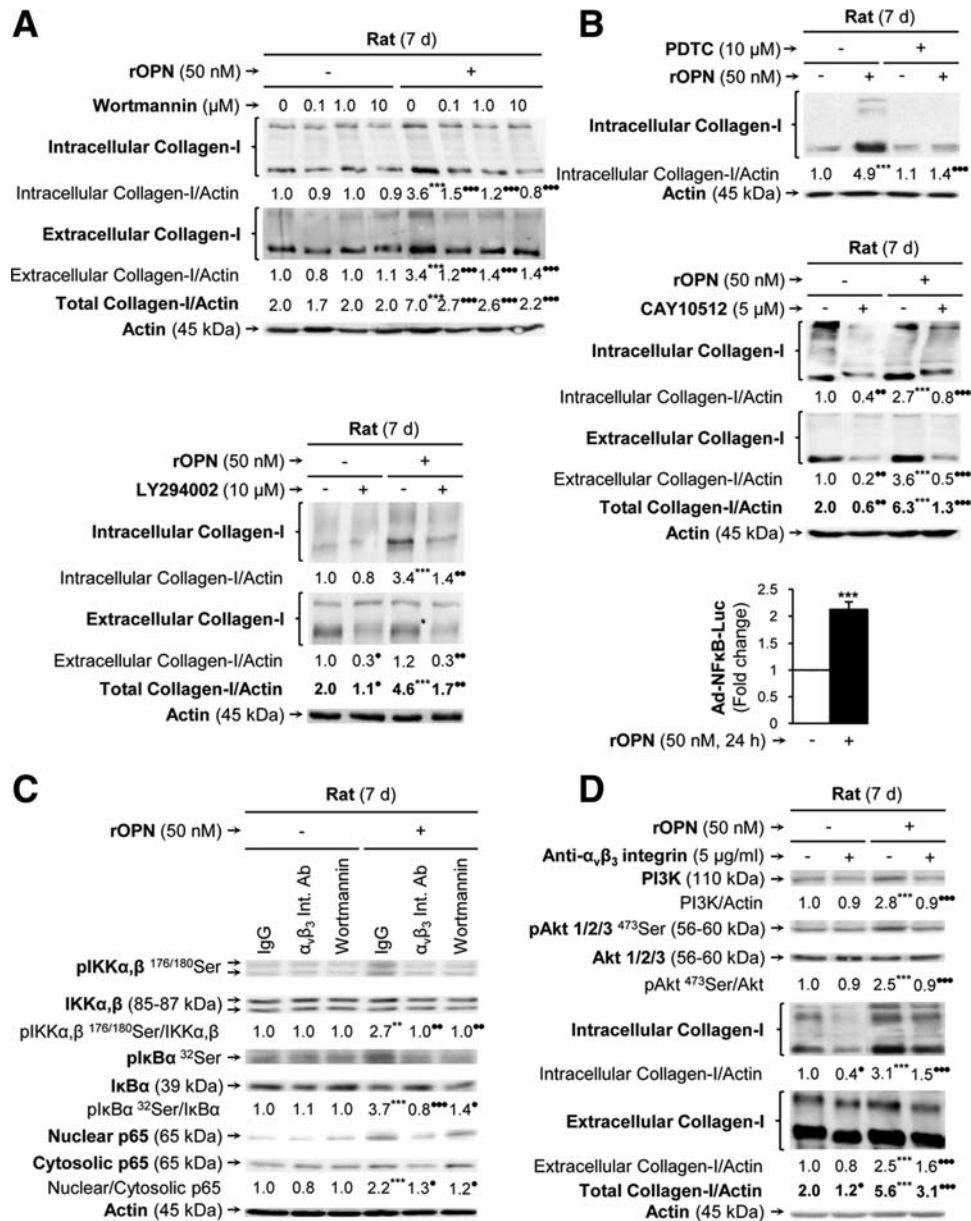 A
Rat (7 d)
rOPN (50 nM) → - +
Wortmannin (μM) → 0 0.1 1.0 10 0 0.1 1.0 10
Intracellular Collagen-I
Intracellular Collagen-I/Actin 1.0 0.9 1.0 0.9 3.6*** 1.5••• 1.2••• 0.8•••
Extracellular Collagen-I
Extracellular Collagen-I/Actin 1.0 0.8 1.0 1.1 3.4*** 1.2••• 1.4••• 1.4•••
Total Collagen-I/Actin 2.0 1.7 2.0 2.0 7.0*** 2.7••• 2.6••• 2.2•••
Actin (45 kDa) →
Rat (7 d)
rOPN (50 nM) → - +
LY294002 (10 μM) → - + - +
Intracellular Collagen-I
Intracellular Collagen-I/Actin 1.0 0.8 3.4*** 1.4••
Extracellular Collagen-I
Extracellular Collagen-I/Actin 1.0 0.3• 1.2 0.3••
Total Collagen-I/Actin 2.0 1.1• 4.6*** 1.7••
Actin (45 kDa) →
B
Rat (7 d)
PDTC (10 μM) → - +
rOPN (50 nM) → - + - +
Intracellular Collagen-I
Intracellular Collagen-I/Actin 1.0 4.9*** 1.1 1.4•••
Actin (45 kDa) →
Rat (7 d)
rOPN (50 nM) → - +
CAY10512 (5 μM) → - + - +
Intracellular Collagen-I
Intracellular Collagen-I/Actin 1.0 0.4•• 2.7*** 0.8•••
Extracellular Collagen-I
Extracellular Collagen-I/Actin 1.0 0.2•• 3.6*** 0.5•••
Total Collagen-I/Actin 2.0 0.6•• 6.3*** 1.3•••
Actin (45 kDa) →
Ad-NFκB-Luc
(Fold change)
2.5
2
1.5
1
0.5
0
***
rOPN (50 nM, 24 h) → - +
C
Rat (7 d)
rOPN (50 nM) → - +
IgG αvβ3 Int. Ab Wortmannin IgG αvβ3 Int. Ab Wortmannin
pIKKα,β 176/180Ser
IKKα,β (85-87 kDa)
pIKKα,β 176/180Ser/IKKα,β 1.0 1.0 1.0 2.7** 1.0•• 1.0••
pIκBα 32Ser →
IκBα (39 kDa) →
pIκBα 32Ser/IκBα 1.0 1.1 1.0 3.7*** 0.8••• 1.4•
Nuclear p65 (65 kDa) →
Cytosolic p65 (65 kDa) →
Nuclear/Cytosolic p65 1.0 0.8 1.0 2.2*** 1.3• 1.2•
Actin (45 kDa) →
D
Rat (7 d)
rOPN (50 nM) → - +
Anti-αvβ3 integrin (5 μg/ml) → - + - +
PI3K (110 kDa) →
PI3K/Actin 1.0 0.9 2.8*** 0.9•••
pAkt 1/2/3 473Ser (56-60 kDa) →
Akt 1/2/3 (56-60 kDa) →
pAkt 473Ser/Akt 1.0 0.9 2.5*** 0.9•••
Intracellular Collagen-I
Intracellular Collagen-I/Actin 1.0 0.4• 3.1*** 1.5•••
Extracellular Collagen-I
Extracellular Collagen-I/Actin 1.0 0.8 2.5*** 1.6•••
Total Collagen-I/Actin 2.0 1.2• 5.6*** 3.1•••
Actin (45 kDa) →